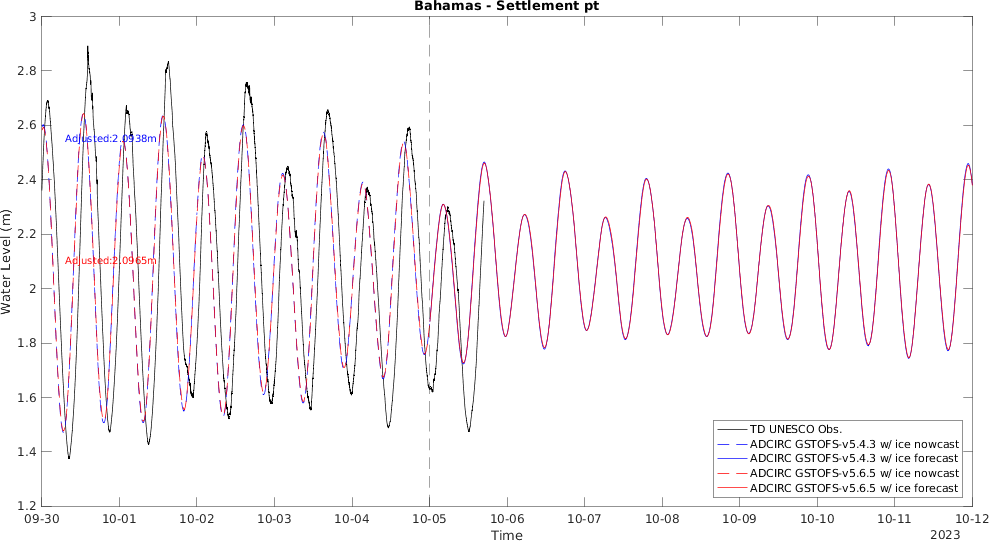 Bahamas - Settlement pt
3
2.8
2.6
2.4
2.2
2
1.8
1.6
1.4
1.2
Water Level (m)
Adjusted:2.0938m
Adjusted:2.0965m
TD UNESCO Obs.
ADCIRC GSTOFS-v5.4.3 w/ ice nowcast
ADCIRC GSTOFS-v5.4.3 w/ ice forecast
ADCIRC GSTOFS-v5.6.5 w/ ice nowcast
ADCIRC GSTOFS-v5.6.5 w/ ice forecast
09-30 10-01 10-02 10-03 10-04 10-05 10-06 10-07 10-08 10-09 10-10 10-11 10-12
Time
2023